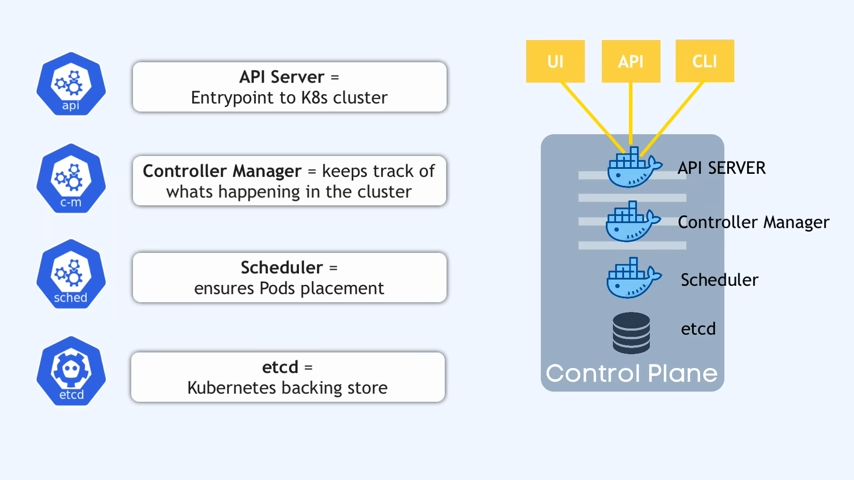 api
API Server =
Entrypoint to K8s cluster
c-m
Controller Manager = keeps track of
whats happening in the cluster
sched
Scheduler =
ensures Pods placement
etcd
etcd =
Kubernetes backing store
UI
API
CLI
API SERVER
Controller Manager
Scheduler
etcd
Control Plane